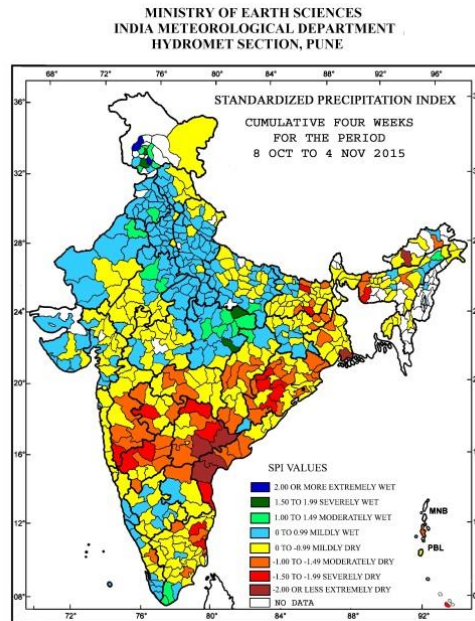 MINISTRY OF EARTH SCIENCES
INDIA METEOROLOGICAL DEPARTMENT
HYDROMET SECTION, PUNE
68° 72° 76° 80° 84° 88° 92° 96°
STANDARDIZED PRECIPITATION INDEX
CUMULATIVE FOUR WEEKS
FOR THE PERIOD
8 OCT TO 4 NOV 2015
36°
32°
28°
24°
20°
16°
12°
08°
SPI VALUES
2.00 OR MORE EXTREMELY WET
1.50 TO 1.99 SEVERELY WET
1.00 TO 1.49 MODERATELY WET
0 TO 0.99 MILDLY WET
0 TO -0.99 MILDLY DRY
-1.00 TO -1.49 MODERATELY DRY
-1.50 TO -1.99 SEVERELY DRY
-2.00 OR LESS EXTREMELY DRY
NO DATA
MNB
PBL
76° 80° 84° 88° 92°